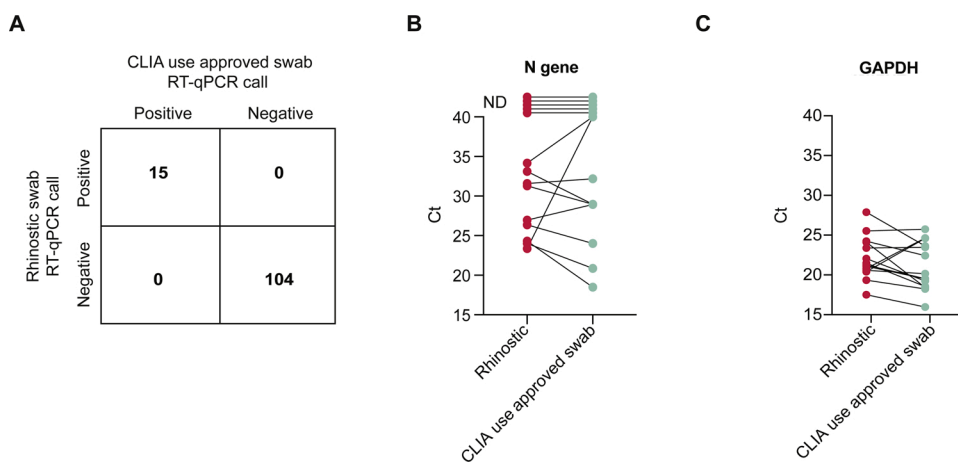 A
CLIA use approved swab
RT-qPCR call
Positive
Negative
Rhinostic swab
RT-qPCR call
Positive
Negative
15
0
0
104
B
N gene
ND
40
35
30
25
20
15
Ct
Rhinostic
CLIA use approved swab
C
GAPDH
40
35
30
25
20
15
Ct
Rhinostic
CLIA use approved swab